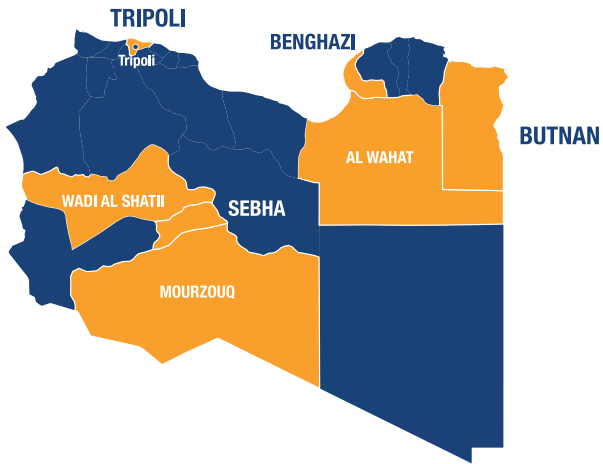 TRIPOLI
BENGHAZI
Tripoli
BUTNAN
AL WAHAT
WADI AL SHATII
SEBHA
MOURZOUQ